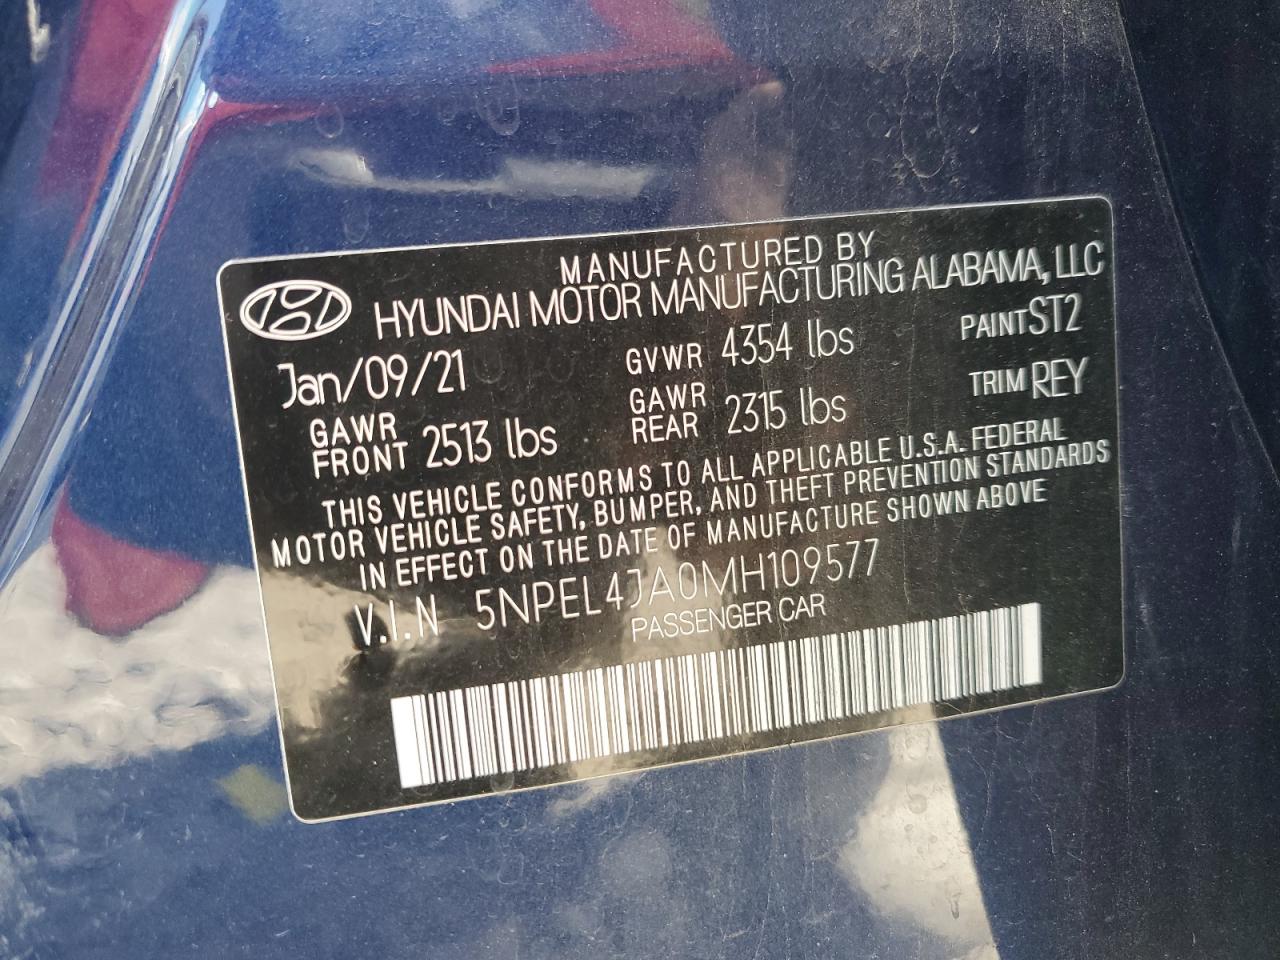 MANUFACTURED BY
HYUNDAI MOTOR MANUFACTURING ALABAMA, LLC
Jan/09/21 GVWR 4354 lbs PAINT ST2
GAWR FRONT 2513 lbs GAWR REAR 2315 lbs TRIM REY
THIS VEHICLE CONFORMS TO ALL APPLICABLE U.S.A. FEDERAL
MOTOR VEHICLE SAFETY, BUMPER, AND THEFT PREVENTION STANDARDS
IN EFFECT ON THE DATE OF MANUFACTURE SHOWN ABOVE
V.I.N 5NPEL4JA0MH109577
PASSENGER CAR